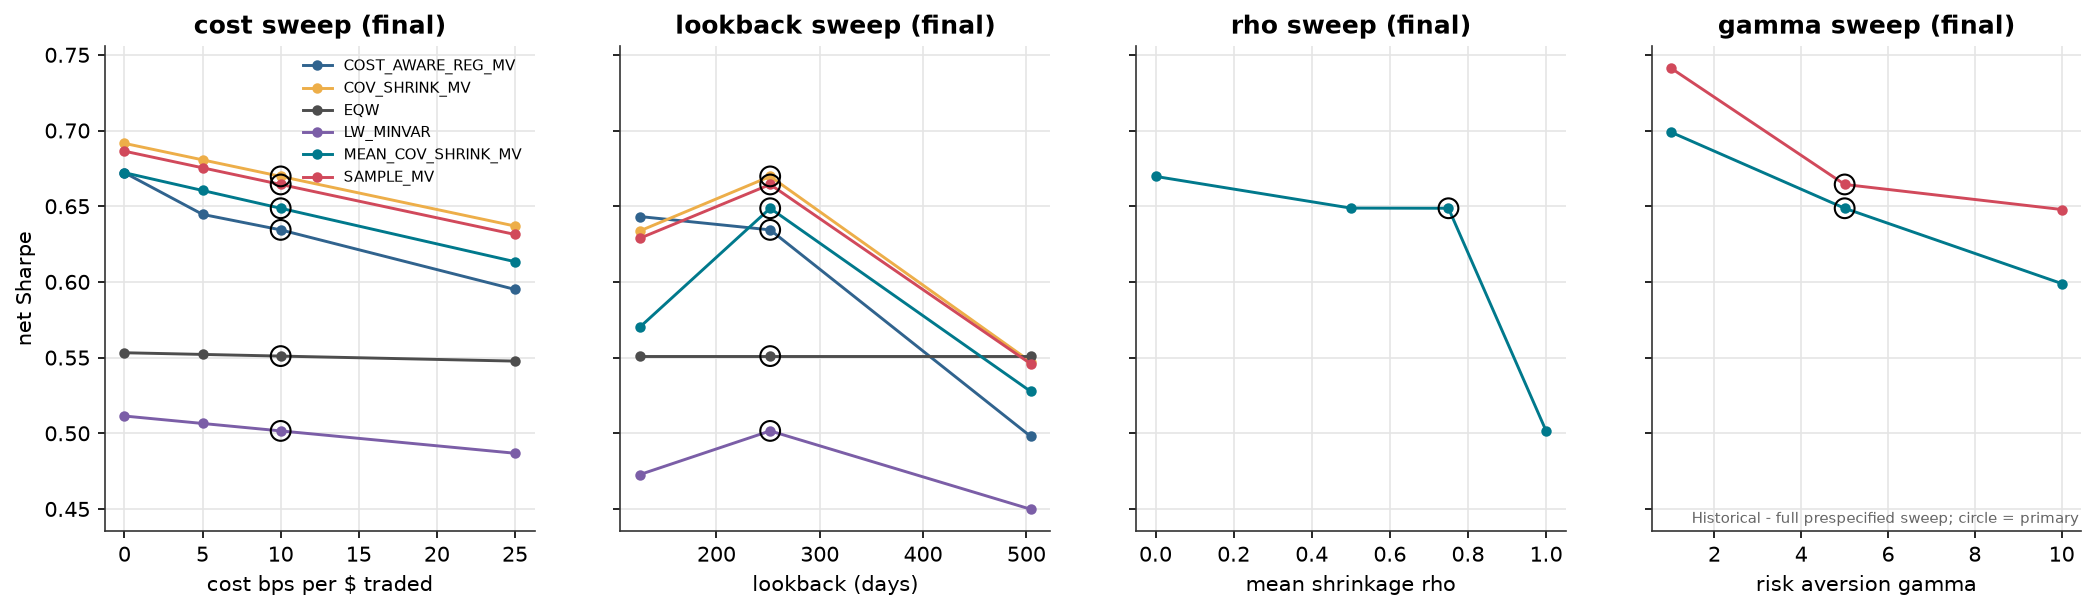 cost sweep (final)
lookback sweep (final)
rho sweep (final)
gamma sweep (final)
net Sharpe
0.75
0.70
0.65
0.60
0.55
0.50
0.45
COST_AWARE_REG_MV
COV_SHRINK_MV
EQW
LW_MINVAR
MEAN_COV_SHRINK_MV
SAMPLE_MV
0 5 10 15 20 25
cost bps per $ traded
200 300 400 500
lookback (days)
0.0 0.2 0.4 0.6 0.8 1.0
mean shrinkage rho
Historical - full prespecified sweep; circle = primary
2 4 6 8 10
risk aversion gamma